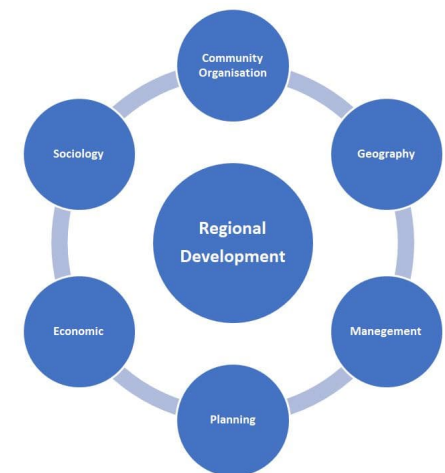 Community
Organisation
Sociology
Geography
Regional
Development
Economic
Manegement
Planning